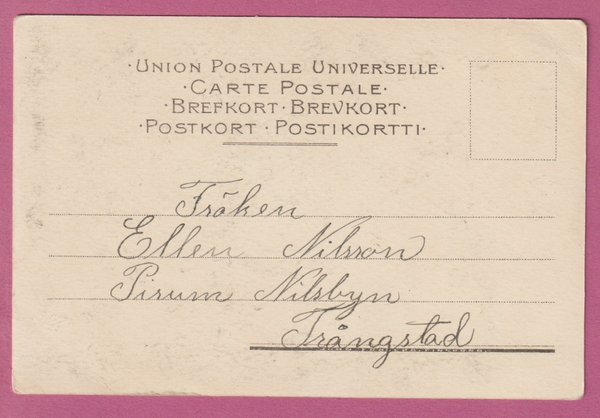 ·UNION POSTALE UNIVERSELLE·
·CARTE POSTALE·
·BREFKORT·BREVKORT·
·POSTKORT·POSTIKORTTI·
Fröken
Ellen Nilsson
Pirum Nilsbyn
Trångstad